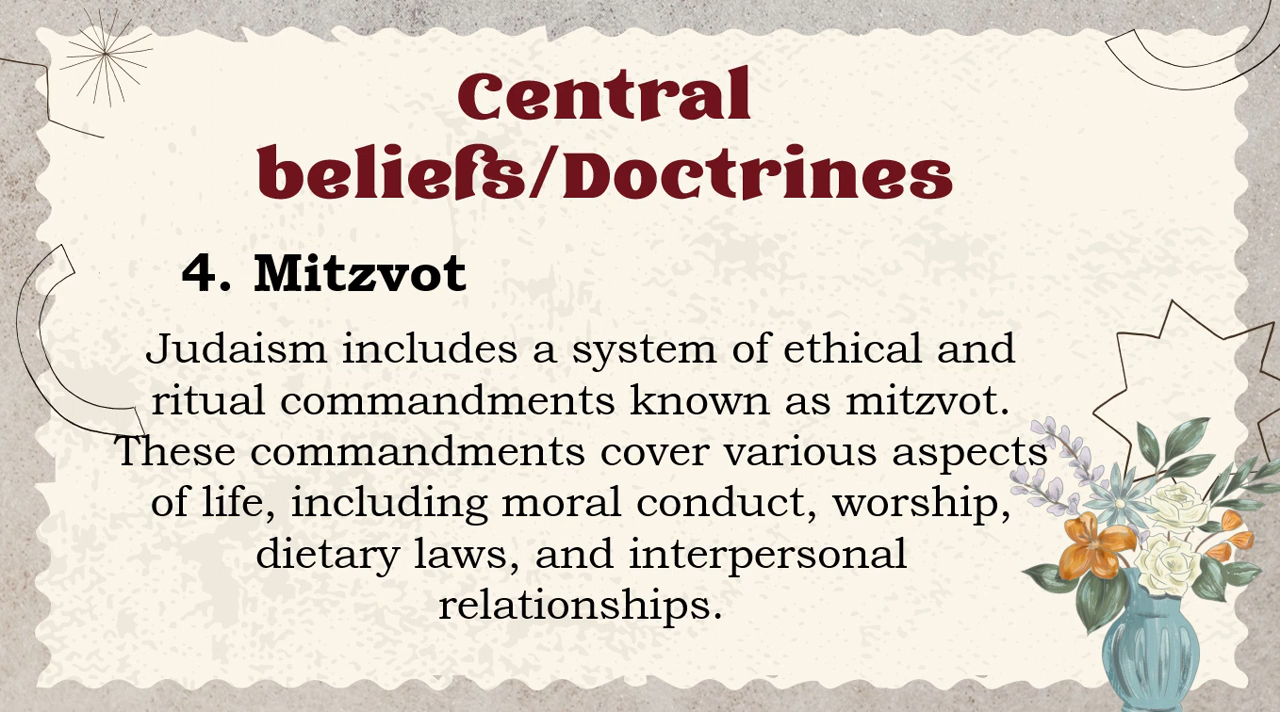 Central
beliefs/Doctrines
4. Mitzvot
Judaism includes a system of ethical and
ritual commandments known as mitzvot.
These commandments cover various aspects
of life, including moral conduct, worship,
dietary laws, and interpersonal
relationships.